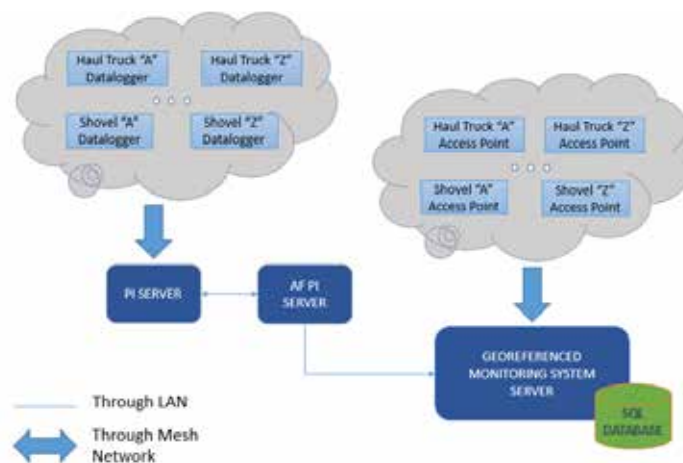 Haul Truck "A"
Datalogger
Haul Truck "Z"
Datalogger
Shovel "A"
Datalogger
Shovel "Z"
Datalogger
Haul Truck "A"
Access Point
Haul Truck "Z"
Access Point
Shovel "A"
Access Point
Shovel "Z"
Access Point
PI SERVER
AF PI
SERVER
GEOREFERENCED
MONITORING SYSTEM
SERVER
SQL
DATABASE
Through LAN
Through Mesh
Network